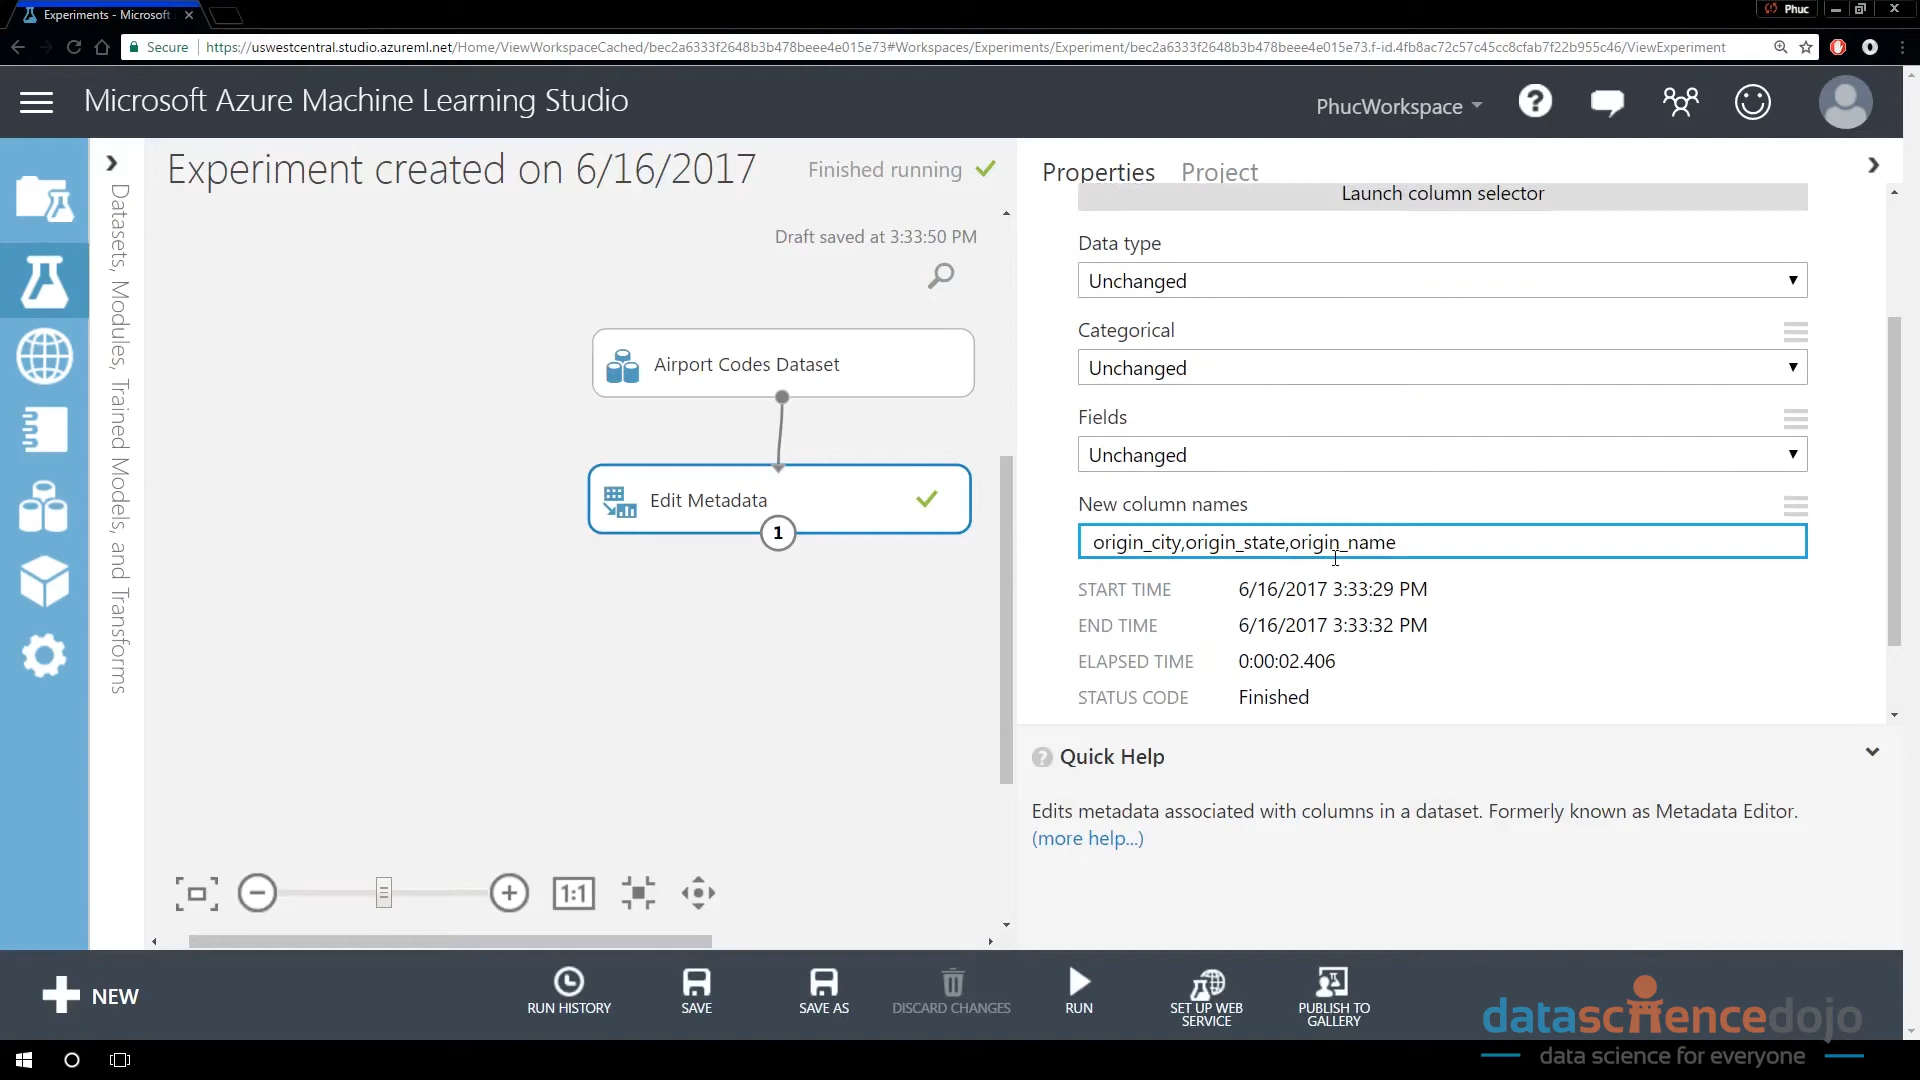 Experiments - Microsoft
Phuc
Secure
https://uswestcentral.studio.azureml.net/Home/ViewWorkspaceCached/bec2a6333f2648b3b478beee4e015e73#Workspaces/Experiments/Experiment/bec2a6333f2648b3b478beee4e015e73.f-id.4fb8ac72c57c45cc8cfab7f22b955c46/ViewExperiment
Microsoft Azure Machine Learning Studio
PhucWorkspace
Datasets, Modules, Trained Models, and Transforms
Experiment created on 6/16/2017
Finished running
Draft saved at 3:33:50 PM
Airport Codes Dataset
Edit Metadata
1
1:1
Properties
Project
Launch column selector
Data type
Unchanged
Categorical
Unchanged
Fields
Unchanged
New column names
origin_city,origin_state,origin_name
START TIME 6/16/2017 3:33:29 PM
END TIME 6/16/2017 3:33:32 PM
ELAPSED TIME 0:00:02.406
STATUS CODE Finished
Quick Help
Edits metadata associated with columns in a dataset. Formerly known as Metadata Editor.
(more help...)
NEW
RUN HISTORY
SAVE
SAVE AS
DISCARD CHANGES
RUN
SET UP WEB
SERVICE
PUBLISH TO
GALLERY
datasciencedojo
data science for everyone